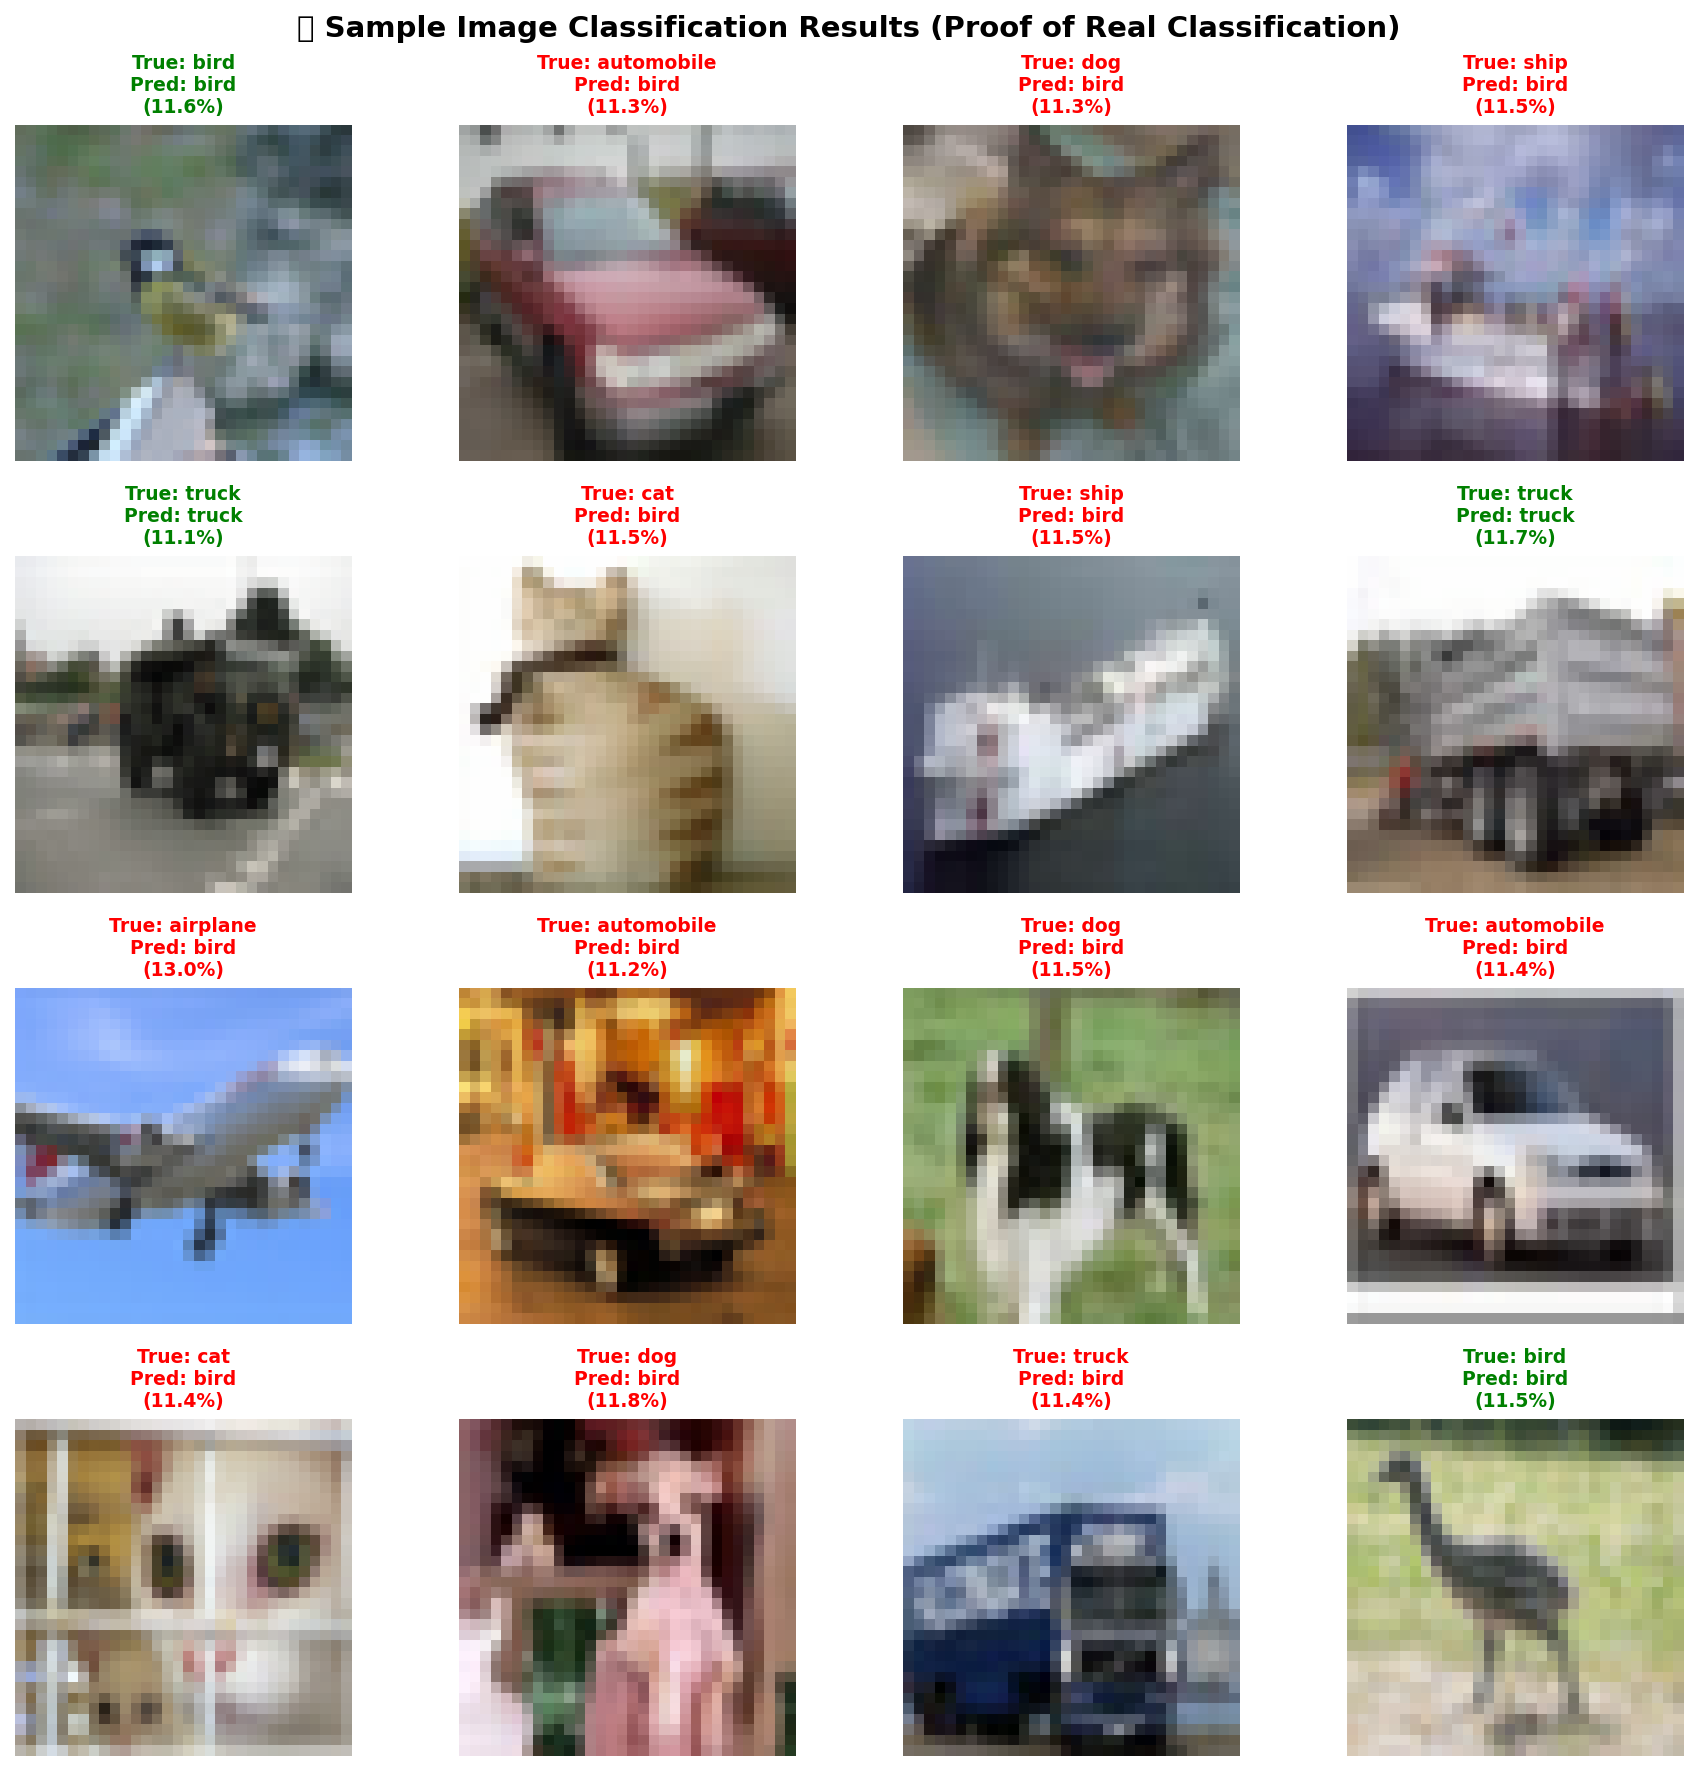 Sample Image Classification Results (Proof of Real Classification)
True: bird
Pred: bird
(11.6%)
True: automobile
Pred: bird
(11.3%)
True: dog
Pred: bird
(11.3%)
True: ship
Pred: bird
(11.5%)
True: truck
Pred: truck
(11.1%)
True: cat
Pred: bird
(11.5%)
True: ship
Pred: bird
(11.5%)
True: truck
Pred: truck
(11.7%)
True: airplane
Pred: bird
(13.0%)
True: automobile
Pred: bird
(11.2%)
True: dog
Pred: bird
(11.5%)
True: automobile
Pred: bird
(11.4%)
True: cat
Pred: bird
(11.4%)
True: dog
Pred: bird
(11.8%)
True: truck
Pred: bird
(11.4%)
True: bird
Pred: bird
(11.5%)